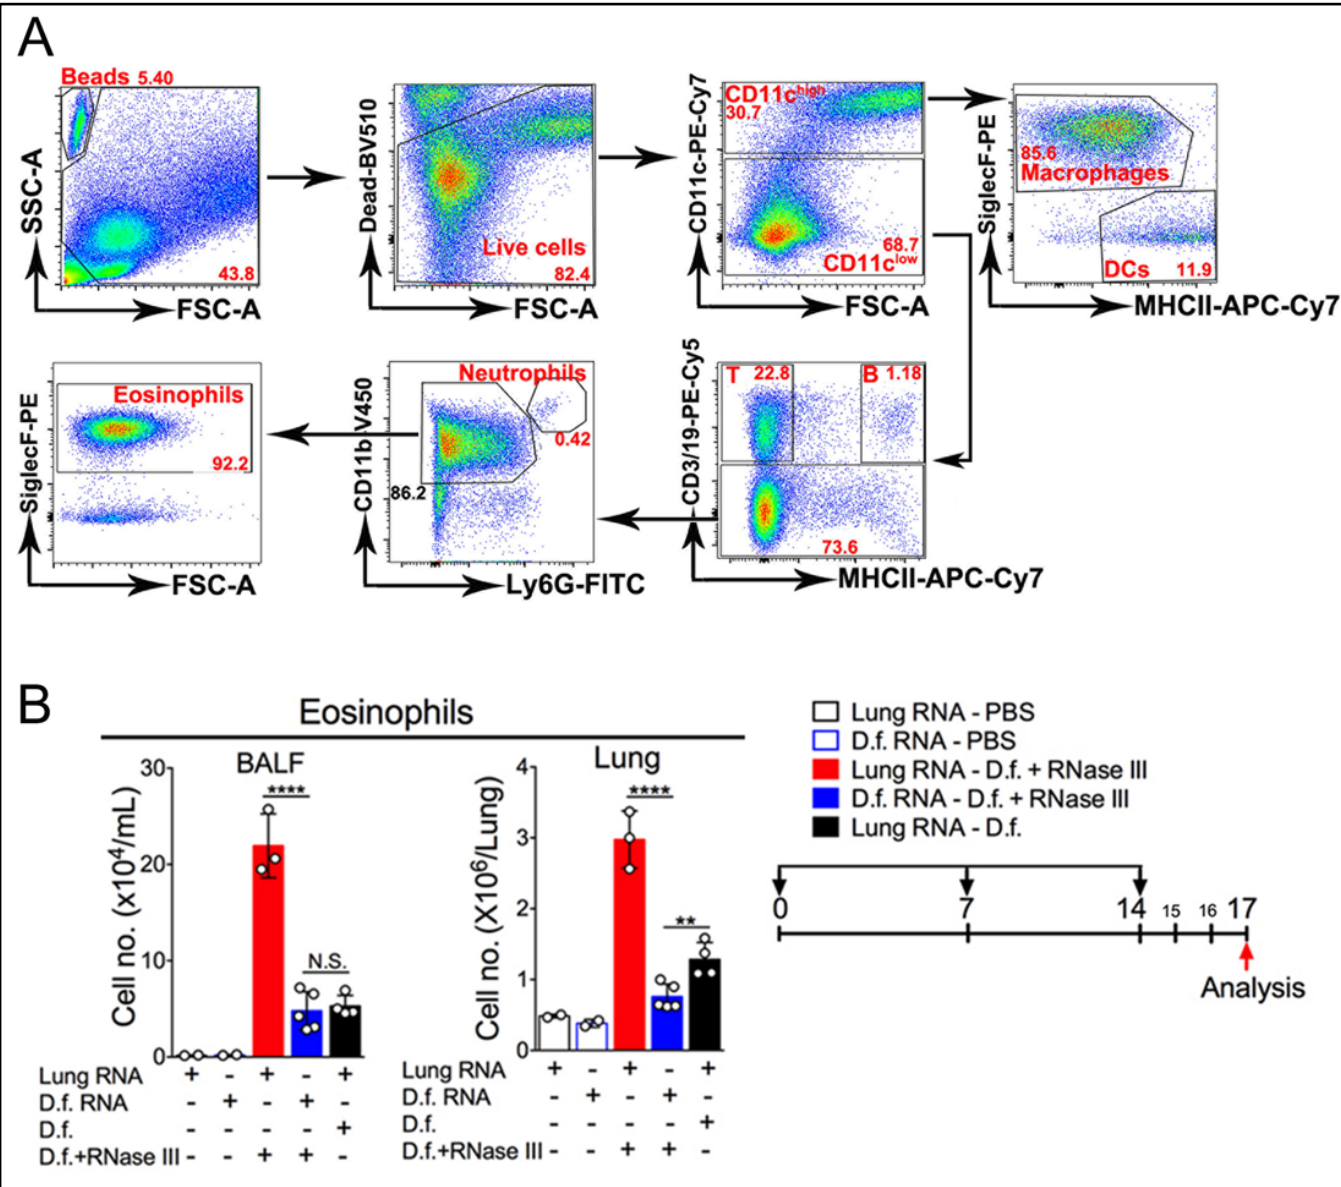 A
Beads 5.40
43.8
SSC-A
FSC-A
Live cells
82.4
Dead-BV510
FSC-A
CD11c^high
30.7
68.7
CD11c^low
CD11c-PE-Cy7
FSC-A
85.6
Macrophages
DCs 11.9
SiglecF-PE
MHCII-APC-Cy7
T 22.8
B 1.18
73.6
CD3/19-PE-Cy5
MHCII-APC-Cy7
Neutrophils
0.42
86.2
CD11b-V450
Ly6G-FITC
Eosinophils
92.2
SiglecF-PE
FSC-A
B
Eosinophils
BALF
Cell no. (x10^4/mL)
30
20
10
0
****
N.S.
Lung RNA + - + - +
D.f. RNA - + - + -
D.f. - - - - +
D.f.+RNase III - - + + -
Lung
Cell no. (X10^6/Lung)
4
3
2
1
0
****
**
Lung RNA + - + - +
D.f. RNA - + - + -
D.f. - - - - +
D.f.+RNase III - - + + -
Lung RNA - PBS
D.f. RNA - PBS
Lung RNA - D.f. + RNase III
D.f. RNA - D.f. + RNase III
Lung RNA - D.f.
0 7 14 15 16 17
Analysis